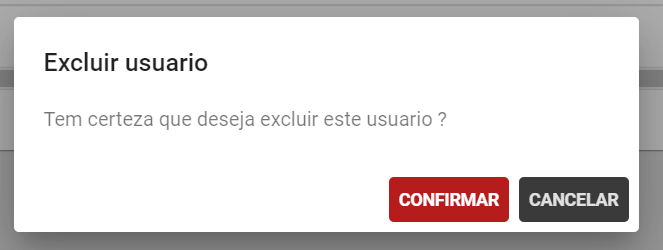 Excluir usuario
Tem certeza que deseja excluir este usuario ?
CONFIRMAR CANCELAR